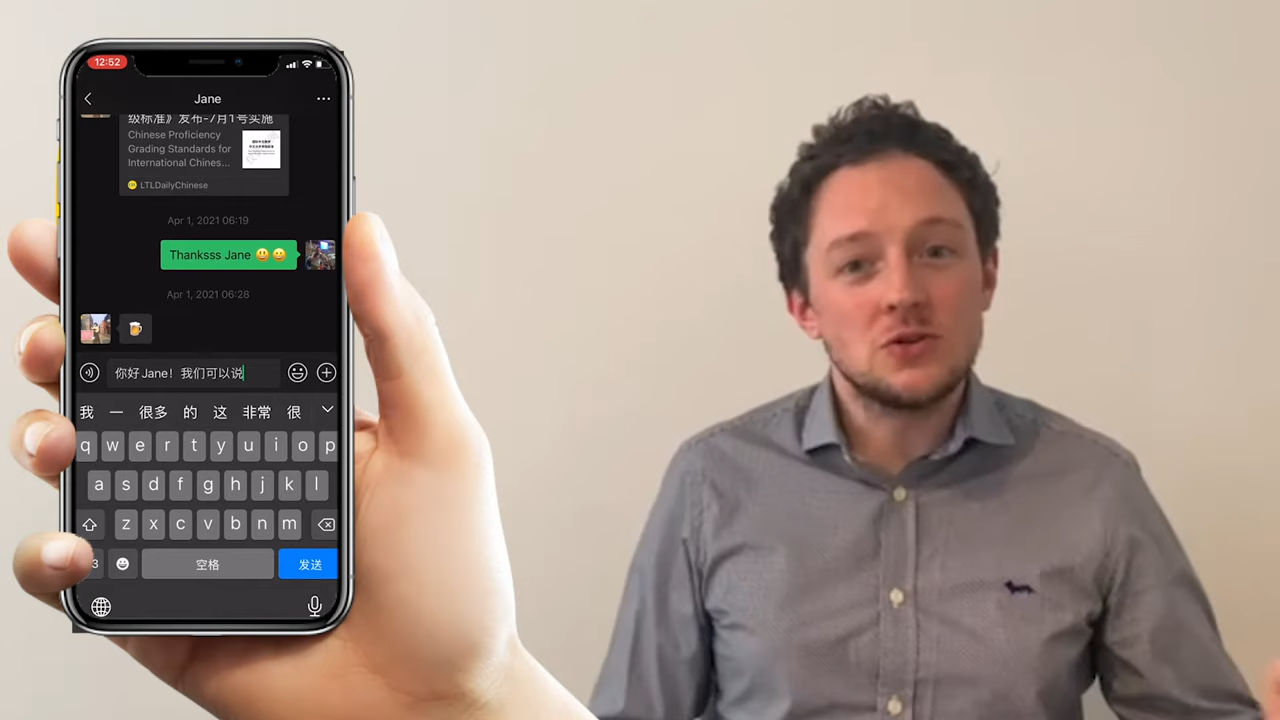 12:52
Jane
级标准》发布-7月1号实施
Chinese Proficiency
Grading Standards for
International Chines...
LTLDailyChinese
Apr 1, 2021 06:19
Thanksss Jane 😃😀
Apr 1, 2021 06:28
🍺
你好Jane！我们可以说
我 一 很多 的 这 非常 很
q w e r t y u i o p
a s d f g h j k l
z x c v b n m
3 空格 发送